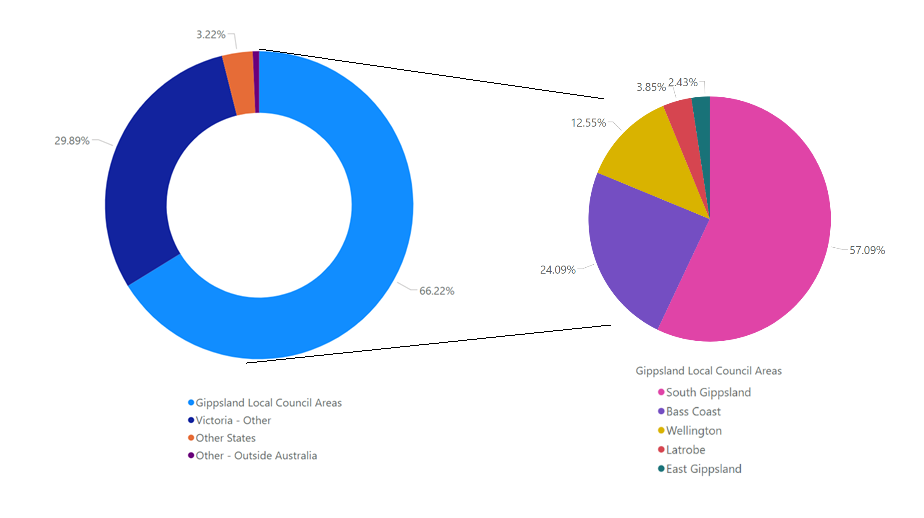 3.22%
29.89%
66.22%
Gippsland Local Council Areas
Victoria - Other
Other States
Other - Outside Australia
3.85%
2.43%
12.55%
24.09%
57.09%
Gippsland Local Council Areas
South Gippsland
Bass Coast
Wellington
Latrobe
East Gippsland